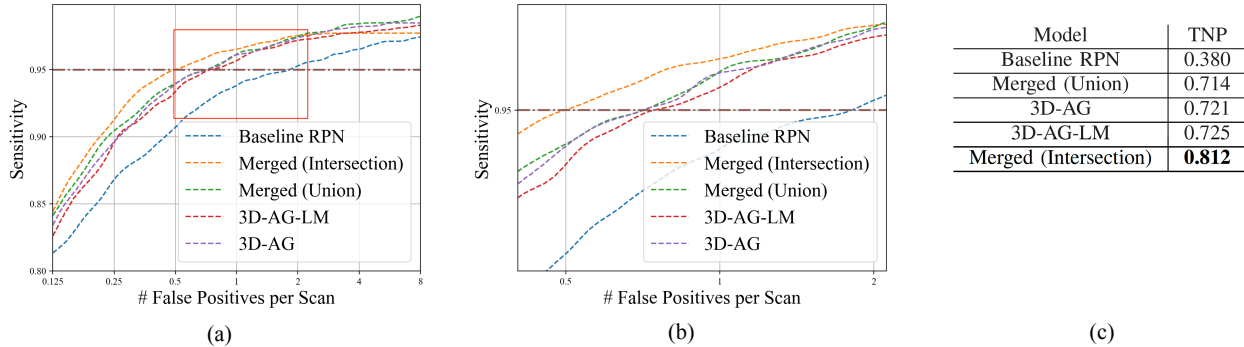 Sensitivity
0.95
0.90
0.85
0.80
0.125
0.25
0.5
1
2
4
8
# False Positives per Scan
Baseline RPN
Merged (Intersection)
Merged (Union)
3D-AG-LM
3D-AG
(a)
Sensitivity
0.95
0.5
1
2
# False Positives per Scan
Baseline RPN
Merged (Intersection)
Merged (Union)
3D-AG-LM
3D-AG
(b)
Model TNP
Baseline RPN 0.380
Merged (Union) 0.714
3D-AG 0.721
3D-AG-LM 0.725
Merged (Intersection) 0.812
(c)